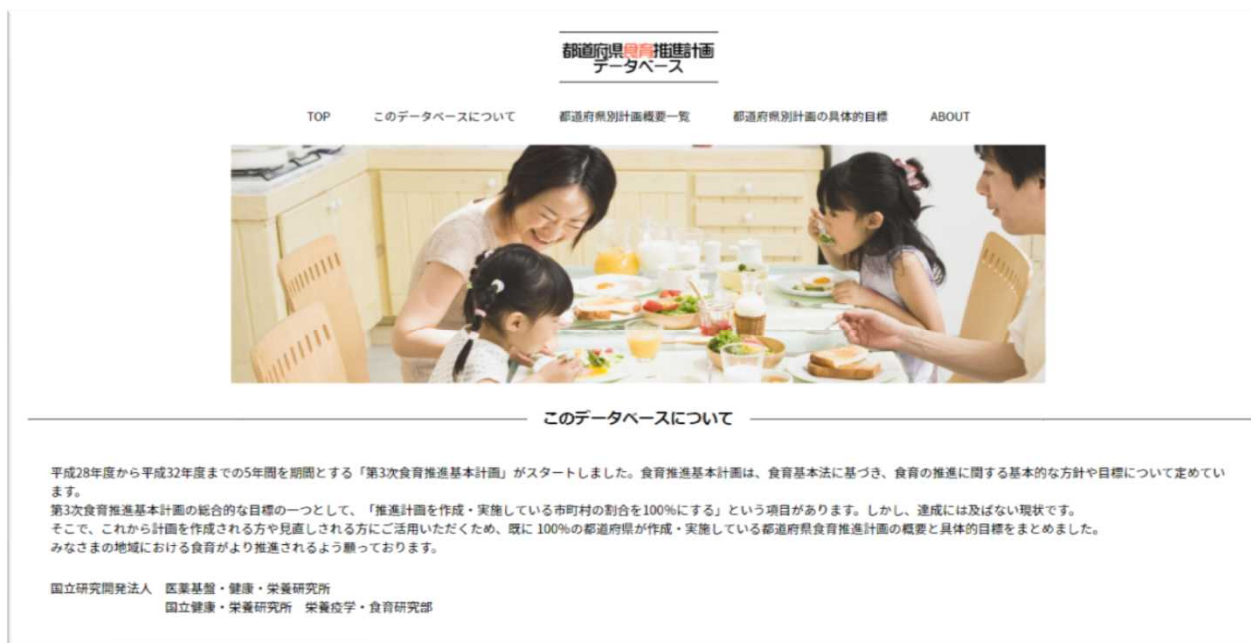 都道府県食育推進計画
データベース
TOP このデータベースについて 都道府県別計画概要一覧 都道府県別計画の具体的目標 ABOUT
このデータベースについて
平成28年度から平成32年度までの5年間を期間とする「第3次食育推進基本計画」がスタートしました。食育推進基本計画は、食育基本法に基づき、食育の推進に関する基本的な方針や目標について定めてい
ます。
第3次食育推進基本計画の総合的な目標の一つとして、「推進計画を作成・実施している市町村の割合を100%にする」という項目があります。しかし、達成には及ばない現状です。
そこで、これから計画を作成される方や見直しされる方にご活用いただくため、既に 100%の都道府県が作成・実施している都道府県食育推進計画の概要と具体的目標をまとめました。
みなさまの地域における食育がより推進されるよう願っております。
国立研究開発法人 医薬基盤・健康・栄養研究所
国立健康・栄養研究所 栄養疫学・食育研究部